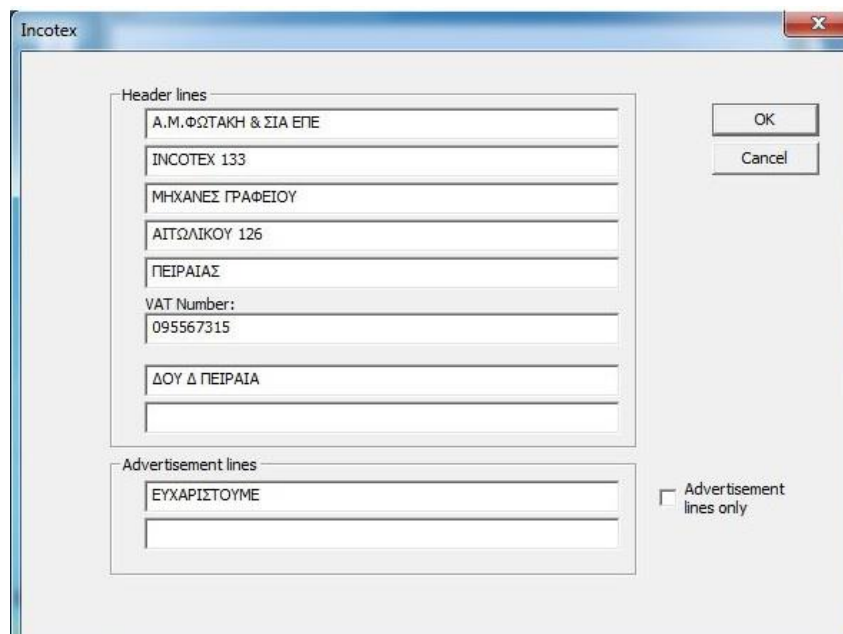 Incotex
Header lines
Α.Μ.ΦΩΤΑΚΗ & ΣΙΑ ΕΠΕ
INCOTEX 133
ΜΗΧΑΝΕΣ ΓΡΑΦΕΙΟΥ
ΑΙΤΩΛΙΚΟΥ 126
ΠΕΙΡΑΙΑΣ
VAT Number:
095567315
ΔΟΥ Δ ΠΕΙΡΑΙΑ
Advertisement lines
ΕΥΧΑΡΙΣΤΟΥΜΕ
OK
Cancel
Advertisement
lines only